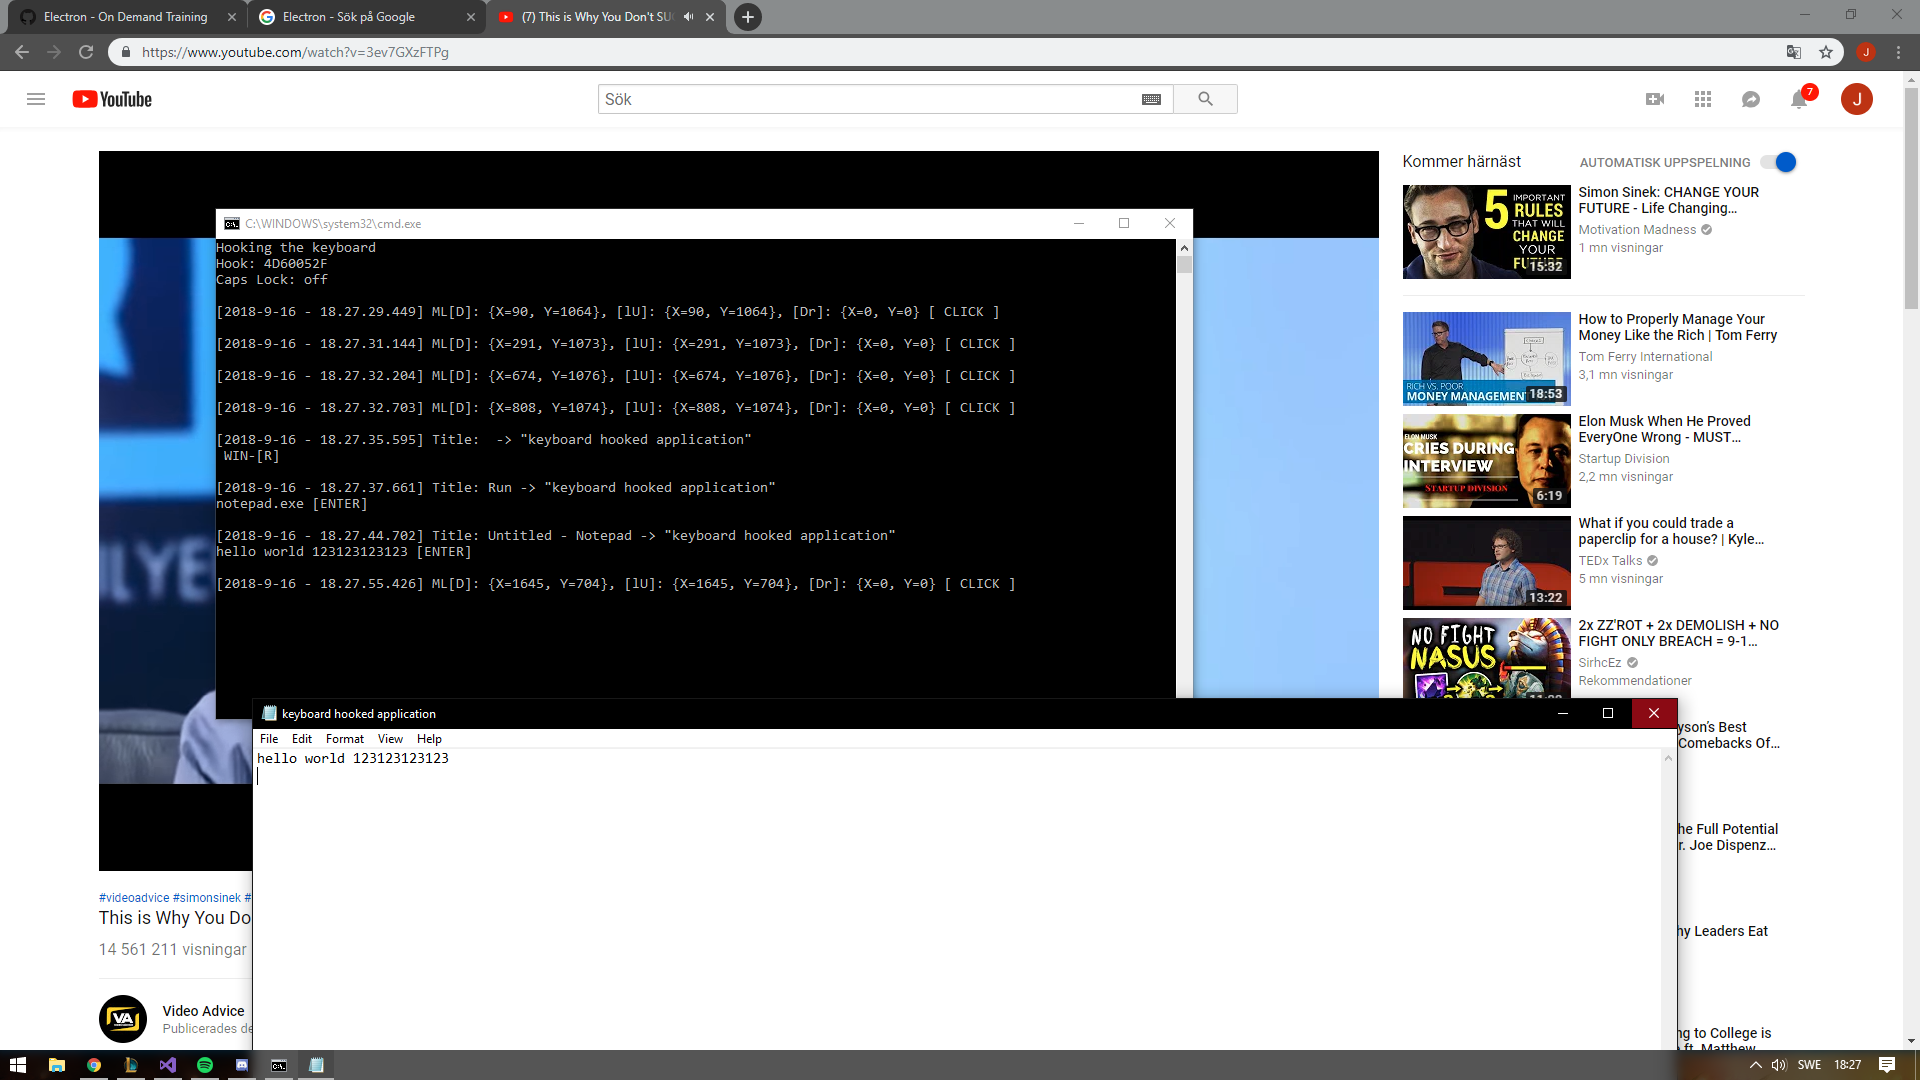 Electron - On Demand Training
Electron - Sök på Google
(7) This is Why You Don't SUC
https://www.youtube.com/watch?v=3ev7GXzFTPg
J
YouTube
Sök
7
J
Kommer härnäst
AUTOMATISK UPPSPELNING
C:\WINDOWS\system32\cmd.exe
Hooking the keyboard
Hook: 4D60052F
Caps Lock: off
[2018-9-16 - 18.27.29.449] ML[D]: {X=90, Y=1064}, [lU]: {X=90, Y=1064}, [Dr]: {X=0, Y=0} [ CLICK ]
[2018-9-16 - 18.27.31.144] ML[D]: {X=291, Y=1073}, [lU]: {X=291, Y=1073}, [Dr]: {X=0, Y=0} [ CLICK ]
[2018-9-16 - 18.27.32.204] ML[D]: {X=674, Y=1076}, [lU]: {X=674, Y=1076}, [Dr]: {X=0, Y=0} [ CLICK ]
[2018-9-16 - 18.27.32.703] ML[D]: {X=808, Y=1074}, [lU]: {X=808, Y=1074}, [Dr]: {X=0, Y=0} [ CLICK ]
[2018-9-16 - 18.27.35.595] Title:  -> "keyboard hooked application"
WIN-[R]
[2018-9-16 - 18.27.37.661] Title: Run -> "keyboard hooked application"
notepad.exe [ENTER]
[2018-9-16 - 18.27.44.702] Title: Untitled - Notepad -> "keyboard hooked application"
hello world 123123123123 [ENTER]
[2018-9-16 - 18.27.55.426] ML[D]: {X=1645, Y=704}, [lU]: {X=1645, Y=704}, [Dr]: {X=0, Y=0} [ CLICK ]
ILYE
5 IMPORTANT
RULES
THAT WILL
CHANGE
YOUR
FUTURE
15:32
Simon Sinek: CHANGE YOUR
FUTURE - Life Changing…
Motivation Madness
1 mn visningar
RICH VS. POOR
MONEY MANAGEMENT
18:53
How to Properly Manage Your
Money Like the Rich | Tom Ferry
Tom Ferry International
3,1 mn visningar
ELON MUSK
CRIES DURING
INTERVIEW
STARTUP DIVISION
6:19
Elon Musk When He Proved
EveryOne Wrong - MUST…
Startup Division
2,2 mn visningar
13:22
What if you could trade a
paperclip for a house? | Kyle…
TEDx Talks
5 mn visningar
NO FIGHT
NASUS
2x ZZ'ROT + 2x DEMOLISH + NO
FIGHT ONLY BREACH = 9-1…
SirhcEz
Rekommendationer
yson's Best
Comebacks Of…
he Full Potential
r. Joe Dispenz…
hy Leaders Eat
ng to College is
ft. Matthew
keyboard hooked application
File Edit Format View Help
hello world 123123123123
#videoadvice #simonsinek #
This is Why You Do
14 561 211 visningar
VA
Video Advice
Publicerades de
SWE 18:27